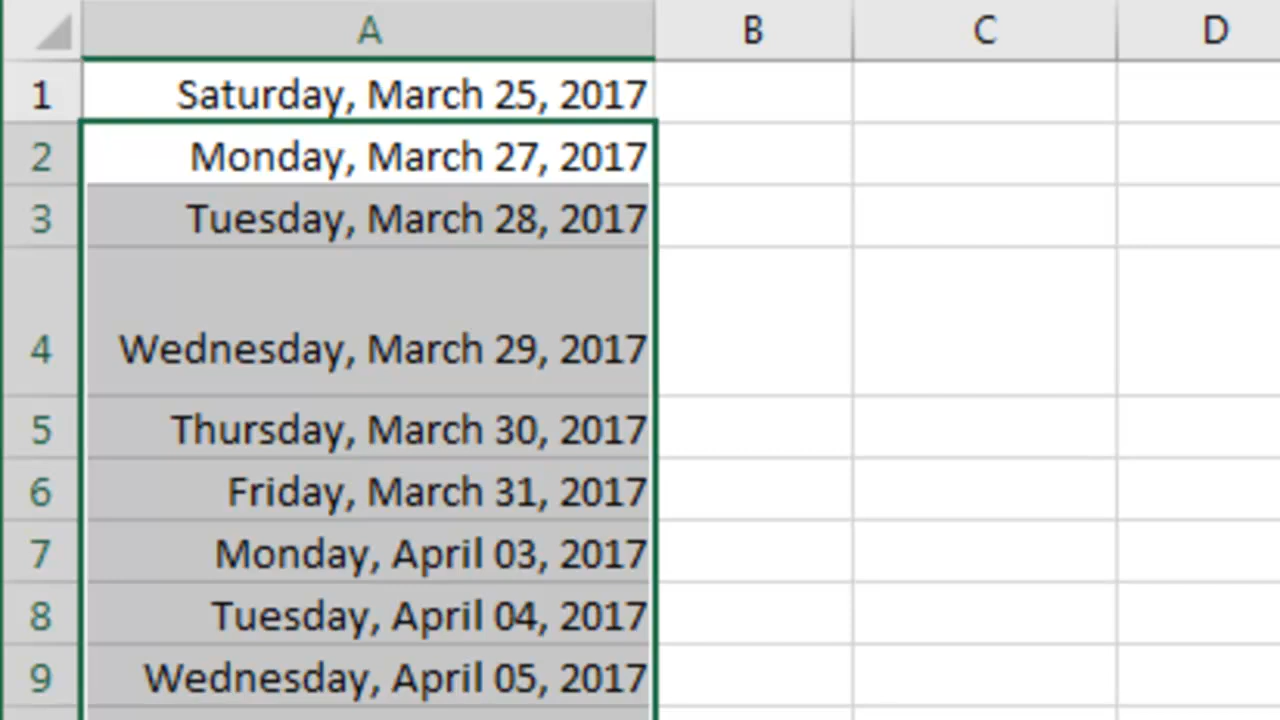 A B C D
1 Saturday, March 25, 2017
2 Monday, March 27, 2017
3 Tuesday, March 28, 2017
4 Wednesday, March 29, 2017
5 Thursday, March 30, 2017
6 Friday, March 31, 2017
7 Monday, April 03, 2017
8 Tuesday, April 04, 2017
9 Wednesday, April 05, 2017